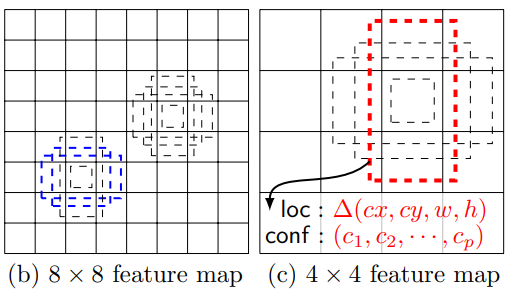 loc : Δ(cx, cy, w, h)
conf : (c₁, c₂, ⋯, cₚ)
(b) 8 × 8 feature map
(c) 4 × 4 feature map